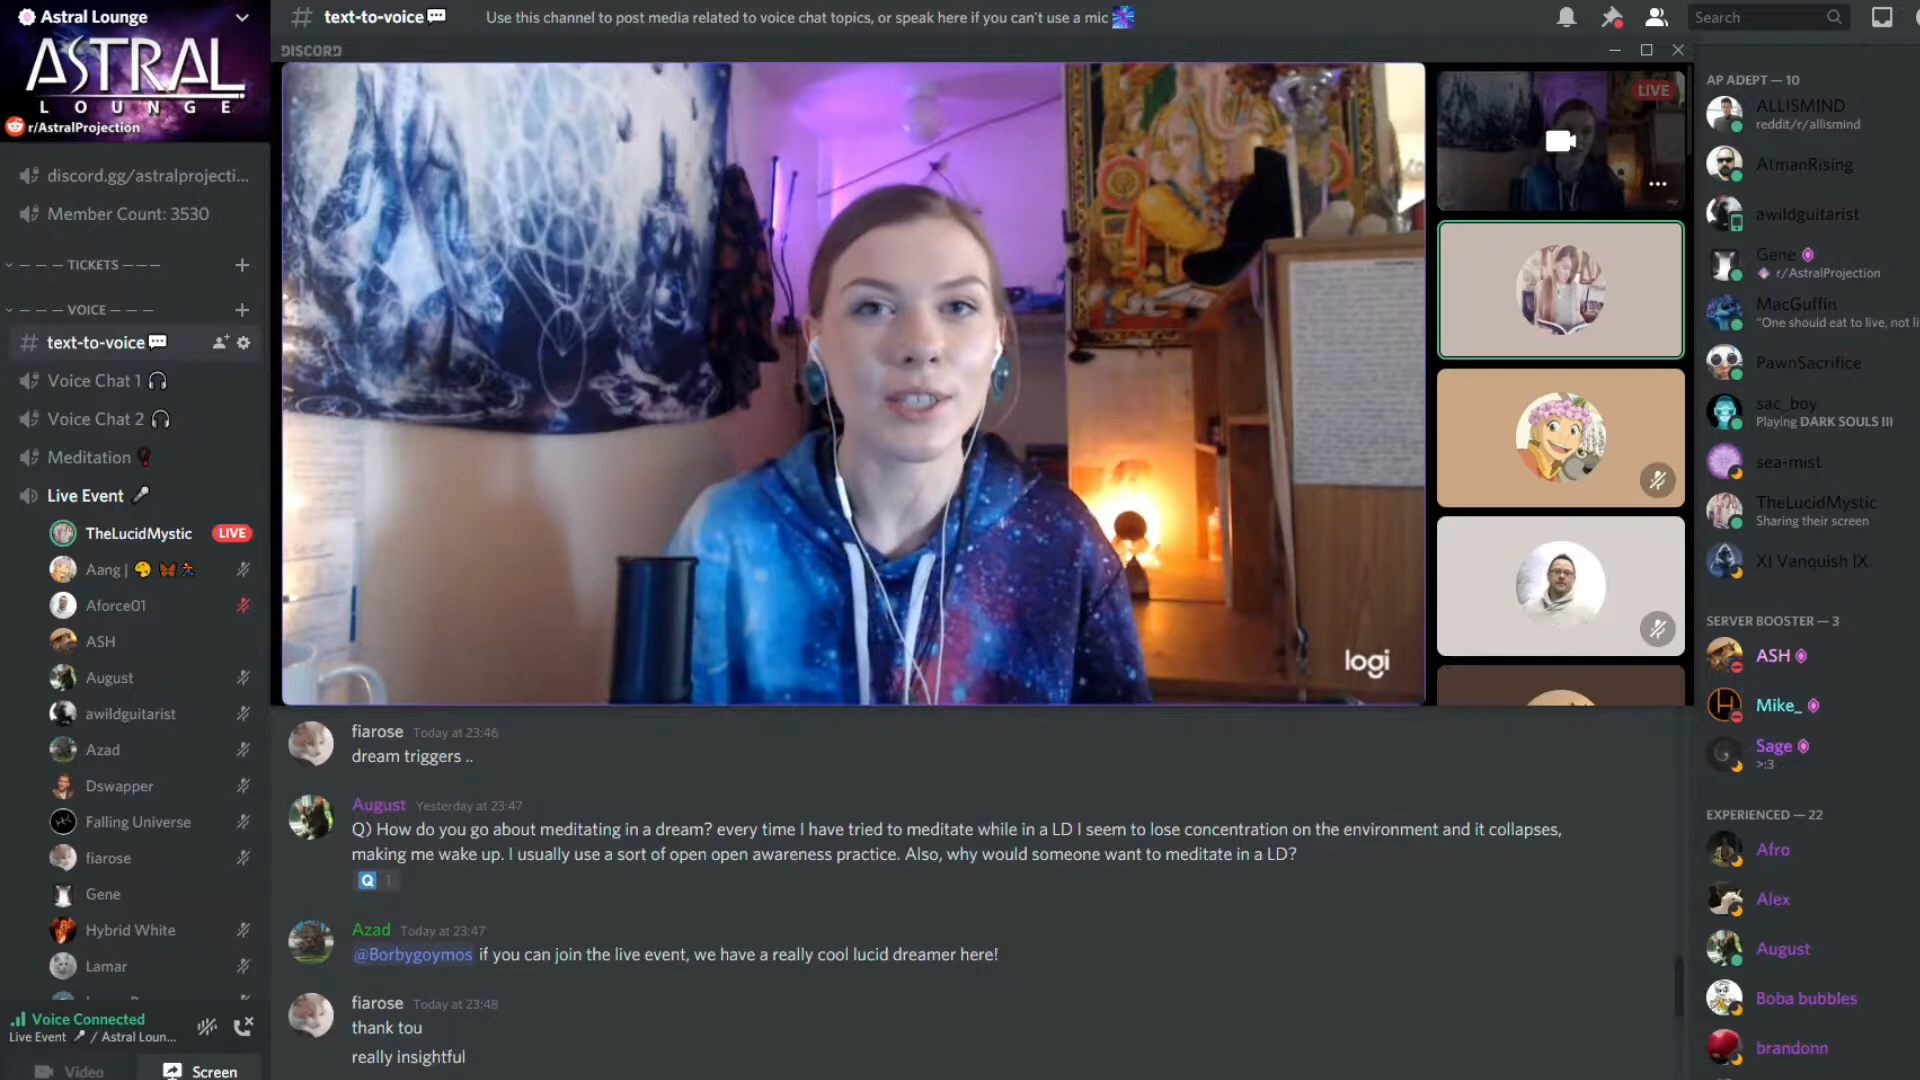 Astral Lounge
ASTRAL
LOUNGE
r/AstralProjection
discord.gg/astralprojecti...
Member Count: 3530
TICKETS
VOICE
text-to-voice
Voice Chat 1
Voice Chat 2
Meditation
Live Event
TheLucidMystic LIVE
Aang |
Aforce01
ASH
August
awildguitarist
Azad
Dswapper
Falling Universe
fiarose
Gene
Hybrid White
Lamar
Voice Connected
Live Event / Astral Loun...
Video Screen
# text-to-voice Use this channel to post media related to voice chat topics, or speak here if you can't use a mic
Search
DISCORD
LIVE
logi
fiarose Today at 23:46
dream triggers ..
August Yesterday at 23:47
Q) How do you go about meditating in a dream? every time I have tried to meditate while in a LD I seem to lose concentration on the environment and it collapses,
making me wake up. I usually use a sort of open open awareness practice. Also, why would someone want to meditate in a LD?
Q 1
Azad Today at 23:47
@Borbygoymos if you can join the live event, we have a really cool lucid dreamer here!
fiarose Today at 23:48
thank tou
really insightful
AP ADEPT — 10
ALLISMIND
reddit/r/allismind
AtmanRising
awildguitarist
Gene
r/AstralProjection
MacGuffin
"One should eat to live, not li
PawnSacrifice
sac_boy
Playing DARK SOULS III
sea-mist
TheLucidMystic
Sharing their screen
XI Vanquish IX
SERVER BOOSTER — 3
ASH
Mike_
Sage
>:3
EXPERIENCED — 22
Afro
Alex
August
Boba bubbles
brandonn